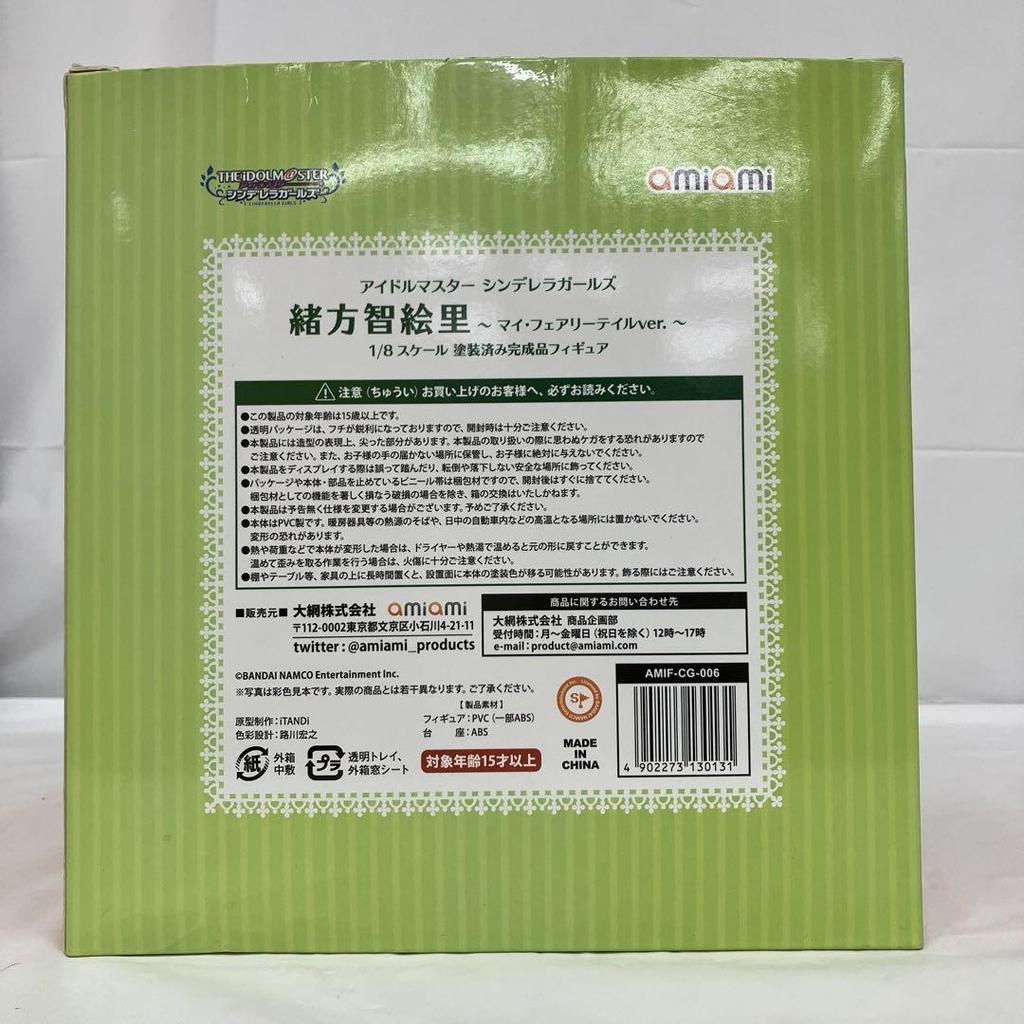 THE iDOLM@STER
アイドルマスター
シンデレラガールズ
CINDERELLA GIRLS
amiami
アイドルマスター シンデレラガールズ
緒方智絵里 ～ マイ・フェアリーテイルver. ～
1/8 スケール 塗装済み完成品フィギュア
注意（ちゅうい）お買い上げのお客様へ、必ずお読みください。
●この製品の対象年齢は15歳以上です。
●透明パッケージは、フチが鋭利になっておりますので、開封時は十分ご注意ください。
●本製品には造型の表現上、尖った部分があります。本製品の取り扱いの際に思わぬケガをする恐れがありますので
ご注意ください。また、お子様の手の届かない場所に保管し、お子様に絶対に与えないでください。
●本製品をディスプレイする際は誤って踏んだり、転倒や落下しない安全な場所に飾ってください。
●パッケージや本体・部品を止めているビニール帯は梱包材ですので、開封後はすぐに捨ててください。
梱包材としての機能を著しく損なう破損の場合を除き、箱の交換はいたしかねます。
●本製品は予告無く仕様を変更する場合がございます。予めご了承ください。
●本体はPVC製です。暖房器具等の熱源のそばや、日中の自動車内などの高温となる場所には置かないでください。
変形の恐れがあります。
●熱や荷重などで本体が変形した場合は、ドライヤーや熱湯で温めると元の形に戻すことができます。
温めて歪みを取る作業を行う場合は、火傷に十分ご注意ください。
●棚やテーブル等、家具の上に長時間置くと、設置面に本体の塗装色が移る可能性があります。飾る際にはご注意ください。
■販売元■ 大網株式会社 amiami
〒112-0002東京都文京区小石川4-21-11
twitter : @amiami_products
商品に関するお問い合わせ先
大網株式会社 商品企画部
受付時間：月～金曜日（祝日を除く）12時～17時
e-mail : product@amiami.com
©BANDAI NAMCO Entertainment Inc.
※写真は彩色見本です。実際の商品とは若干異なります。ご了承ください。
原型制作：iTANDi
色彩設計：路川宏之
【製品素材】
フィギュア：PVC（一部ABS）
台 座：ABS
紙 外箱
中敷
プラ 透明トレイ、
外箱窓シート
対象年齢15才以上
MADE
IN
CHINA
AMIF-CG-006
4 902273 130131